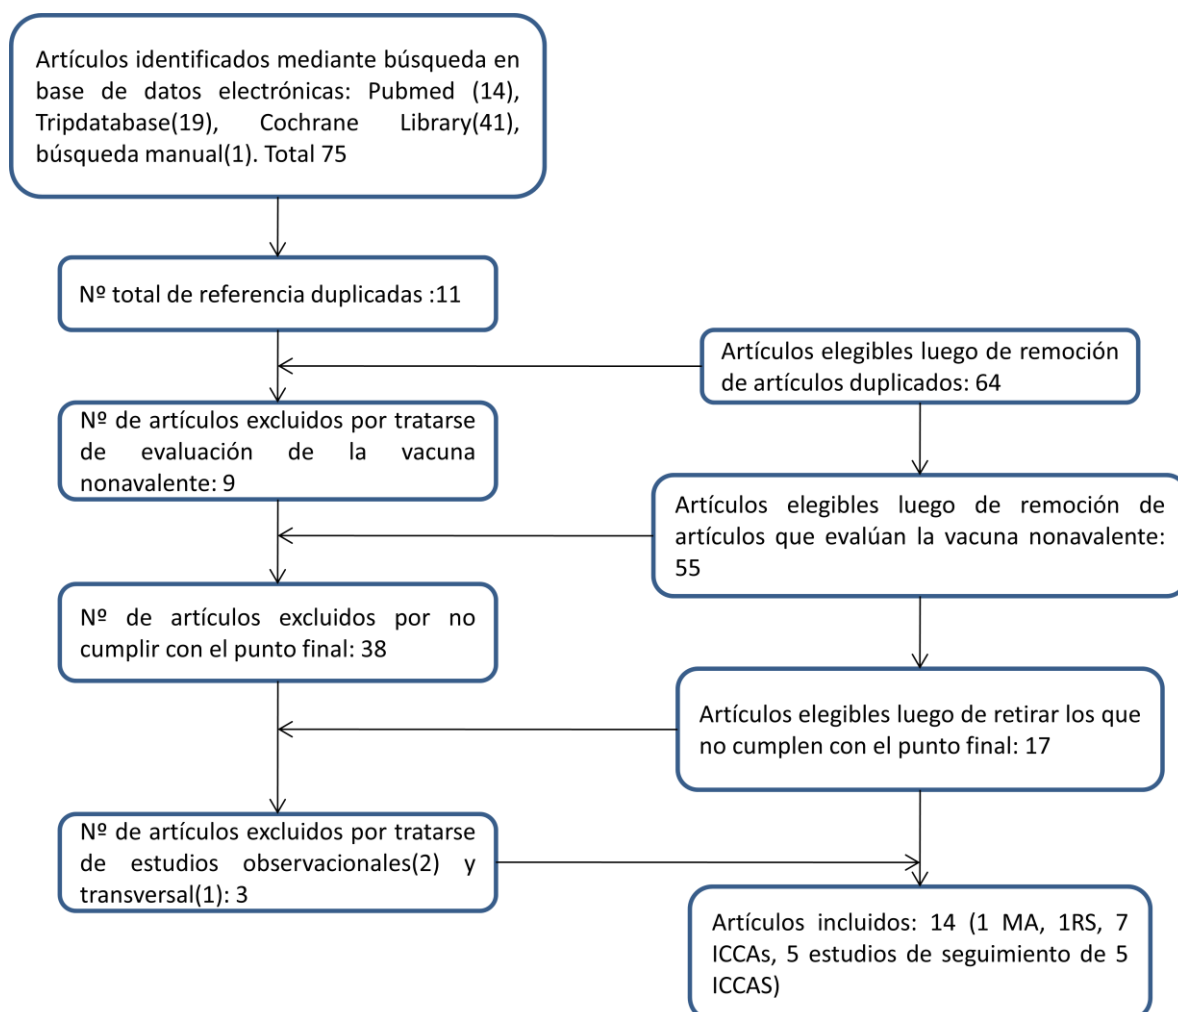 Artículos identificados mediante búsqueda en
base de datos electrónicas: Pubmed (14),
Tripdatabase(19), Cochrane Library(41),
búsqueda manual(1). Total 75
Nº total de referencia duplicadas :11
Artículos elegibles luego de remoción
de artículos duplicados: 64
Nº de artículos excluidos por tratarse
de evaluación de la vacuna
nonavalente: 9
Artículos elegibles luego de remoción de
artículos que evalúan la vacuna nonavalente:
55
Nº de artículos excluidos por no
cumplir con el punto final: 38
Artículos elegibles luego de retirar los que
no cumplen con el punto final: 17
Nº de artículos excluidos por tratarse
de estudios observacionales(2) y
transversal(1): 3
Artículos incluidos: 14 (1 MA, 1RS, 7
ICCAs, 5 estudios de seguimiento de 5
ICCAS)